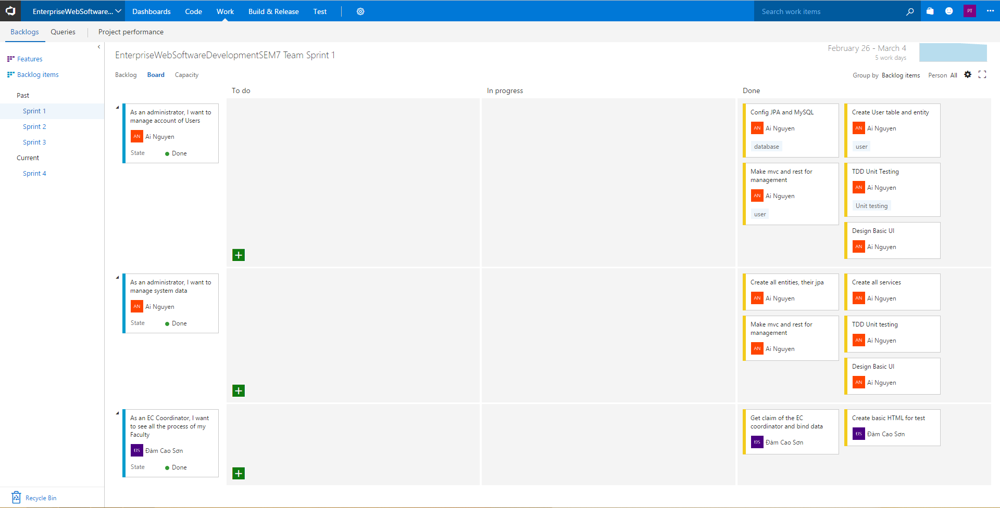 EnterpriseWebSoftware...
Dashboards
Code
Work
Build & Release
Test
Search work items
PT
Backlogs
Queries
Project performance
Features
Backlog items
Past
Sprint 1
Sprint 2
Sprint 3
Current
Sprint 4
Recycle Bin
EnterpriseWebSoftwareDevelopmentSEM7 Team Sprint 1
February 26 - March 4
5 work days
Backlog
Board
Capacity
Group by Backlog items
Person All
To do
In progress
Done
As an administrator, I want to
manage account of Users
AN Ai Nguyen
State Done
Config JPA and MySQL
AN Ai Nguyen
database
Create User table and entity
AN Ai Nguyen
user
Make mvc and rest for
management
AN Ai Nguyen
user
TDD Unit Testing
AN Ai Nguyen
Unit testing
Design Basic UI
AN Ai Nguyen
As an administrator, I want to
manage system data
AN Ai Nguyen
State Done
Create all entities, their jpa
AN Ai Nguyen
Create all services
AN Ai Nguyen
Make mvc and rest for
management
AN Ai Nguyen
TDD Unit testing
AN Ai Nguyen
Design Basic UI
AN Ai Nguyen
As an EC Coordinator, I want
to see all the process of my
Faculty
ĐS Đàm Cao Sơn
State Done
Get claim of the EC
coordinator and bind data
ĐS Đàm Cao Sơn
Create basic HTML for test
ĐS Đàm Cao Sơn